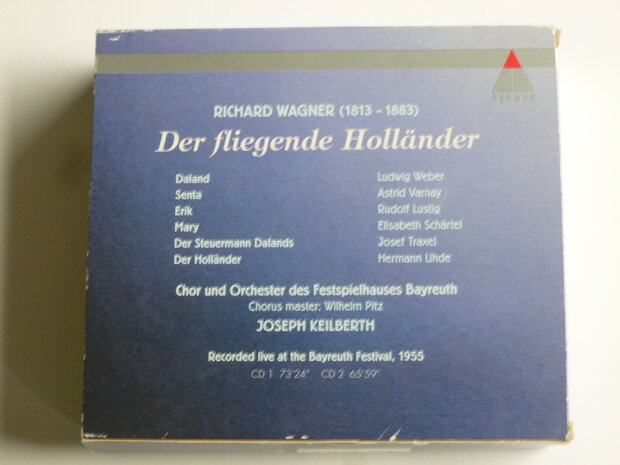 TELDEC
RICHARD WAGNER (1813 – 1883)
Der fliegende Holländer
Daland Ludwig Weber
Senta Astrid Varnay
Erik Rudolf Lustig
Mary Elisabeth Schärtel
Der Steuermann Dalands Josef Traxel
Der Holländer Hermann Uhde
Chor und Orchester des Festspielhauses Bayreuth
Chorus master: Wilhelm Pitz
JOSEPH KEILBERTH
Recorded live at the Bayreuth Festival, 1955
CD 1 73'24" CD 2 65'59"